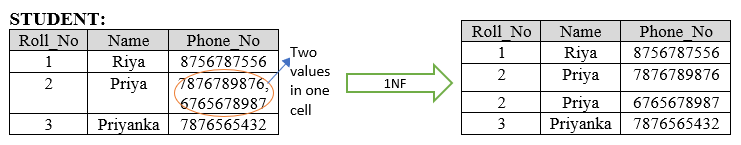 STUDENT:
Roll_No Name Phone_No
1 Riya 8756787556
2 Priya 7876789876,
6765678987
3 Priyanka 7876565432
Two
values
in one
cell
1NF
Roll_No Name Phone_No
1 Riya 8756787556
2 Priya 7876789876
2 Priya 6765678987
3 Priyanka 7876565432